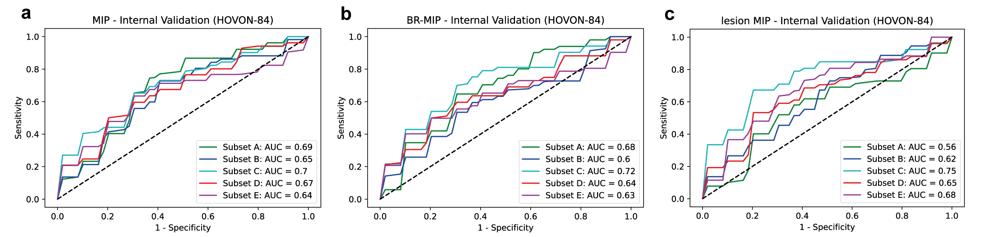 a
MIP - Internal Validation (HOVON-84)
Sensitivity
1.0
0.8
0.6
0.4
0.2
0.0
Subset A: AUC = 0.69
Subset B: AUC = 0.65
Subset C: AUC = 0.7
Subset D: AUC = 0.67
Subset E: AUC = 0.64
0.0 0.2 0.4 0.6 0.8 1.0
1 - Specificity
b
BR-MIP - Internal Validation (HOVON-84)
Sensitivity
1.0
0.8
0.6
0.4
0.2
0.0
Subset A: AUC = 0.68
Subset B: AUC = 0.6
Subset C: AUC = 0.72
Subset D: AUC = 0.64
Subset E: AUC = 0.63
0.0 0.2 0.4 0.6 0.8 1.0
1 - Specificity
c
lesion MIP - Internal Validation (HOVON-84)
Sensitivity
1.0
0.8
0.6
0.4
0.2
0.0
Subset A: AUC = 0.56
Subset B: AUC = 0.62
Subset C: AUC = 0.75
Subset D: AUC = 0.65
Subset E: AUC = 0.68
0.0 0.2 0.4 0.6 0.8 1.0
1 - Specificity